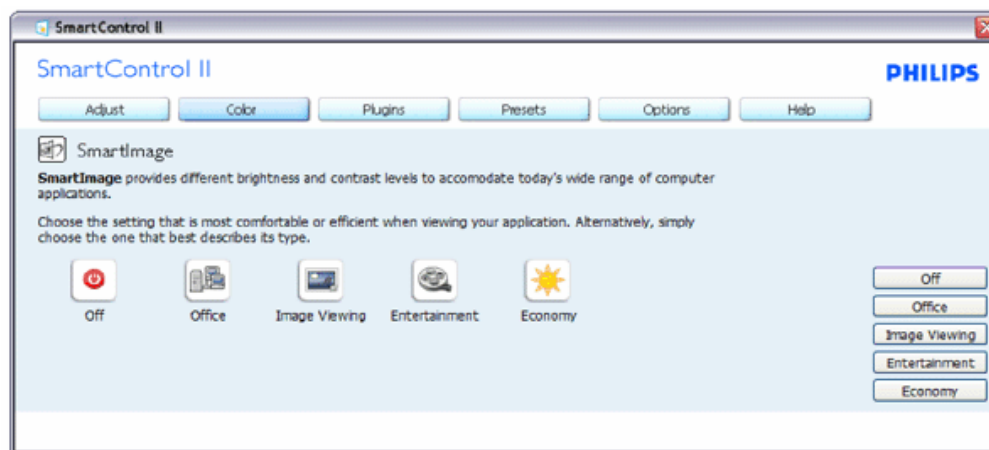 SmartControl II
SmartControl II
PHILIPS
Adjust Color Plugins Presets Options Help
SmartImage
SmartImage provides different brightness and contrast levels to accomodate today's wide range of computer
applications.
Choose the setting that is most comfortable or efficient when viewing your application. Alternatively, simply
choose the one that best describes its type.
Off Office Image Viewing Entertainment Economy
Off
Office
Image Viewing
Entertainment
Economy